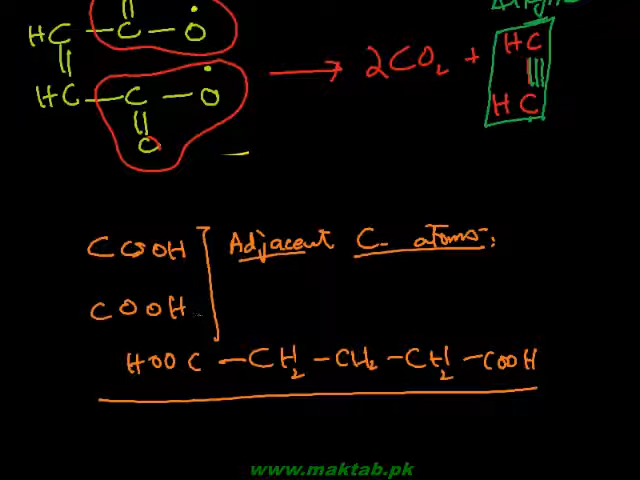 HC — C — O
HC — C — O ⟶ 2CO₂ + HC
O HC
COOH Adjacent C- atoms:
COOH
HOOC — CH₂ — CH₂ — CH₂ — COOH
www.maktab.pk